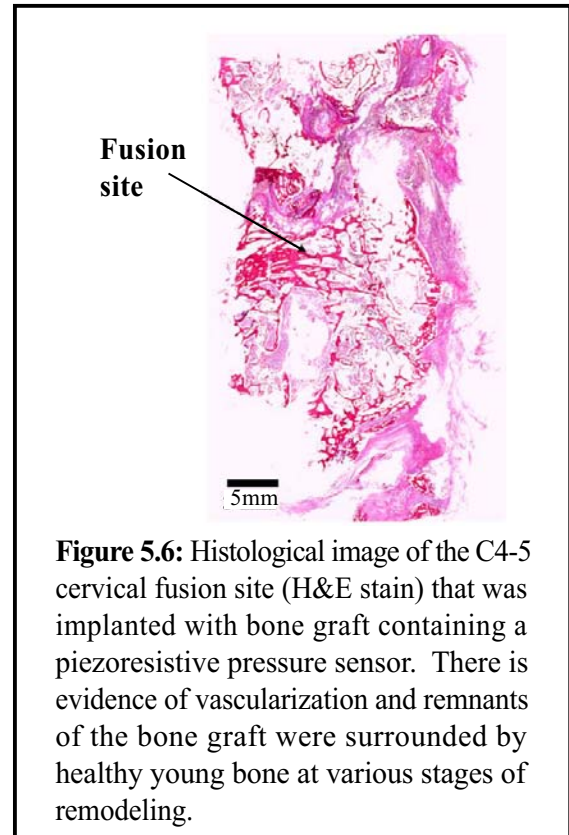 Fusion
site
5mm
Figure 5.6: Histological image of the C4-5
cervical fusion site (H&E stain) that was
implanted with bone graft containing a
piezoresistive pressure sensor. There is
evidence of vascularization and remnants
of the bone graft were surrounded by
healthy young bone at various stages of
remodeling.